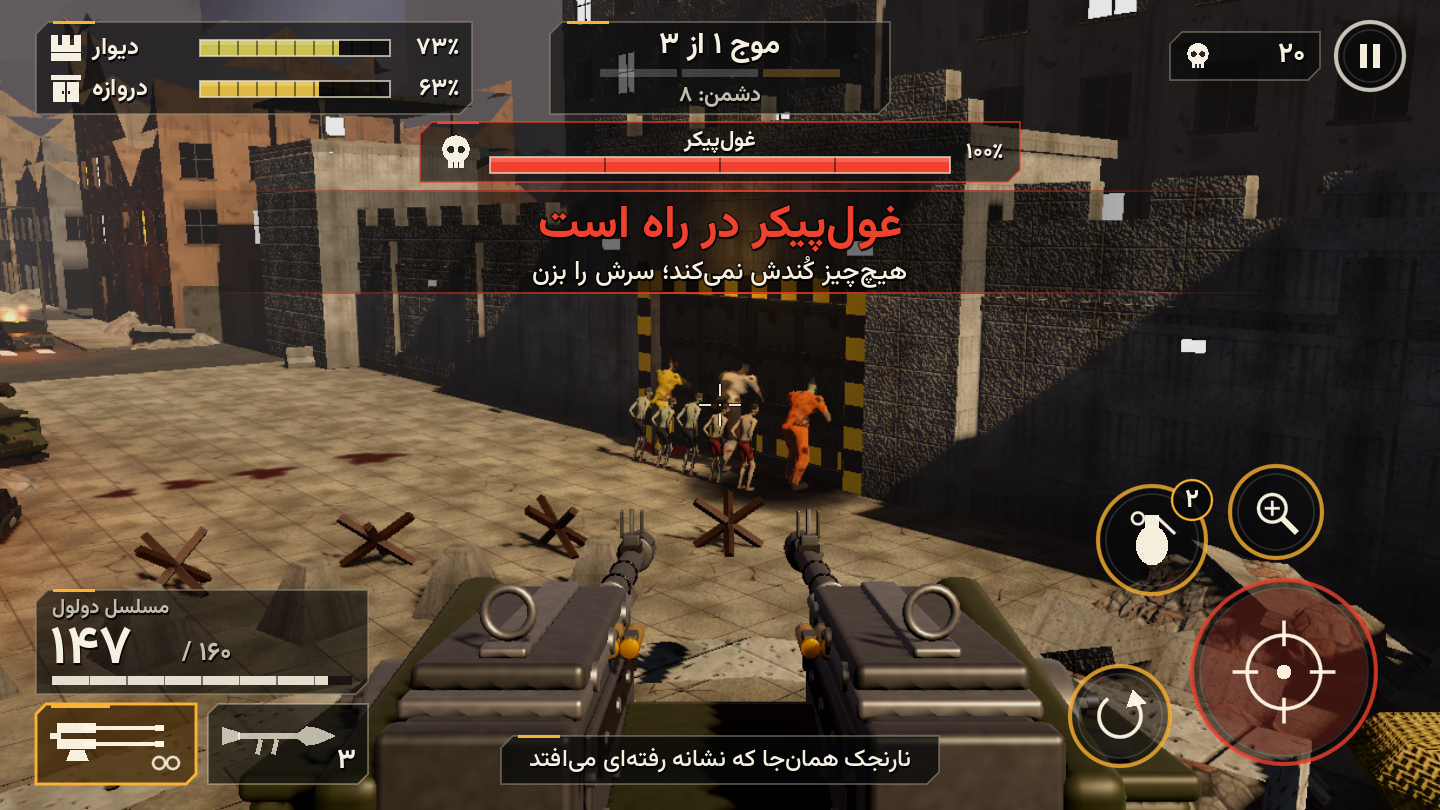 دیوار ۷۳٪
دروازه ۶۳٪
موج ۱ از ۳
دشمن: ۸
۲۰
غول‌پیکر
۱۰۰٪
غول‌پیکر در راه است
هیچ‌چیز کُندش نمی‌کند؛ سرش را بزن
۲
مسلسل دولول
۱۴۷ / ۱۶۰
∞
۳
نارنجک همان‌جا که نشانه رفته‌ای می‌افتد